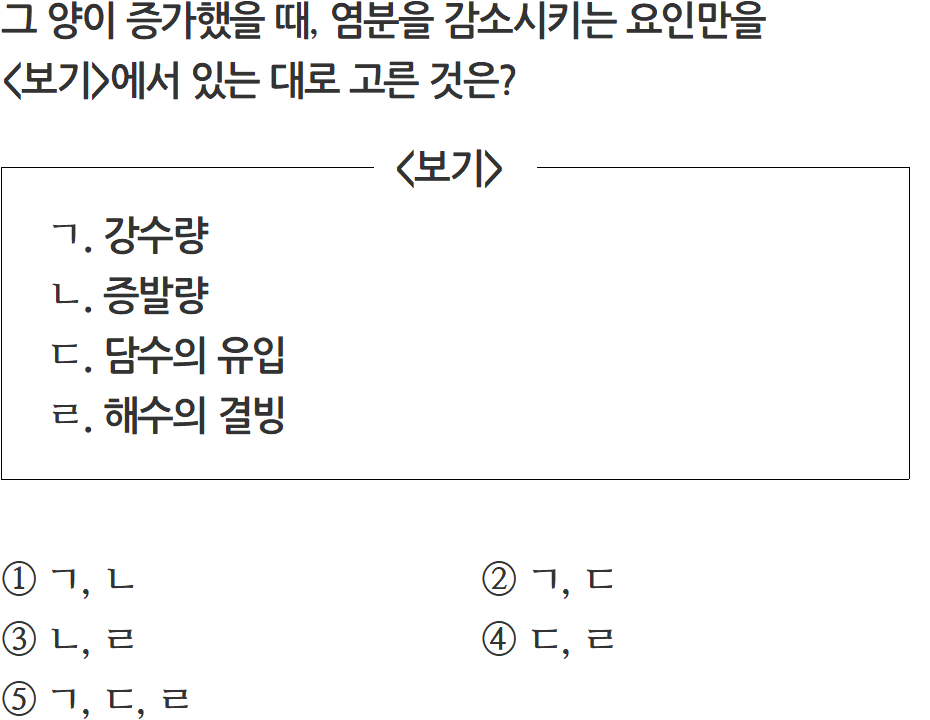 그 양이 증가했을 때, 염분을 감소시키는 요인만을
<보기>에서 있는 대로 고른 것은?
<보기>
ㄱ. 강수량
ㄴ. 증발량
ㄷ. 담수의 유입
ㄹ. 해수의 결빙
① ㄱ, ㄴ ② ㄱ, ㄷ
③ ㄴ, ㄹ ④ ㄷ, ㄹ
⑤ ㄱ, ㄷ, ㄹ